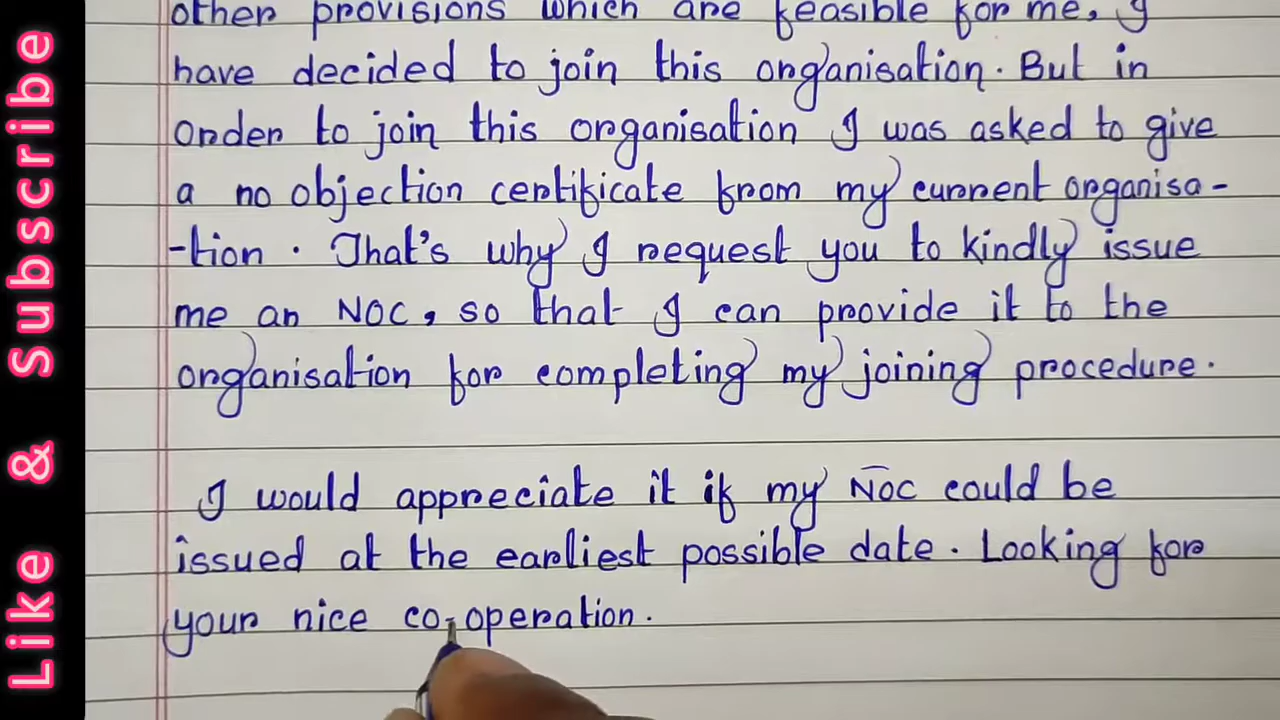 Like & Subscribe
other provisions which are feasible for me, I
have decided to join this organisation. But in
order to join this organisation I was asked to give
a no objection certificate from my current organisa-
-tion. That's why I request you to kindly issue
me an NOC, so that I can provide it to the
organisation for completing my joining procedure.
I would appreciate it if my NOC could be
issued at the earliest possible date. Looking for
your nice co-operation.